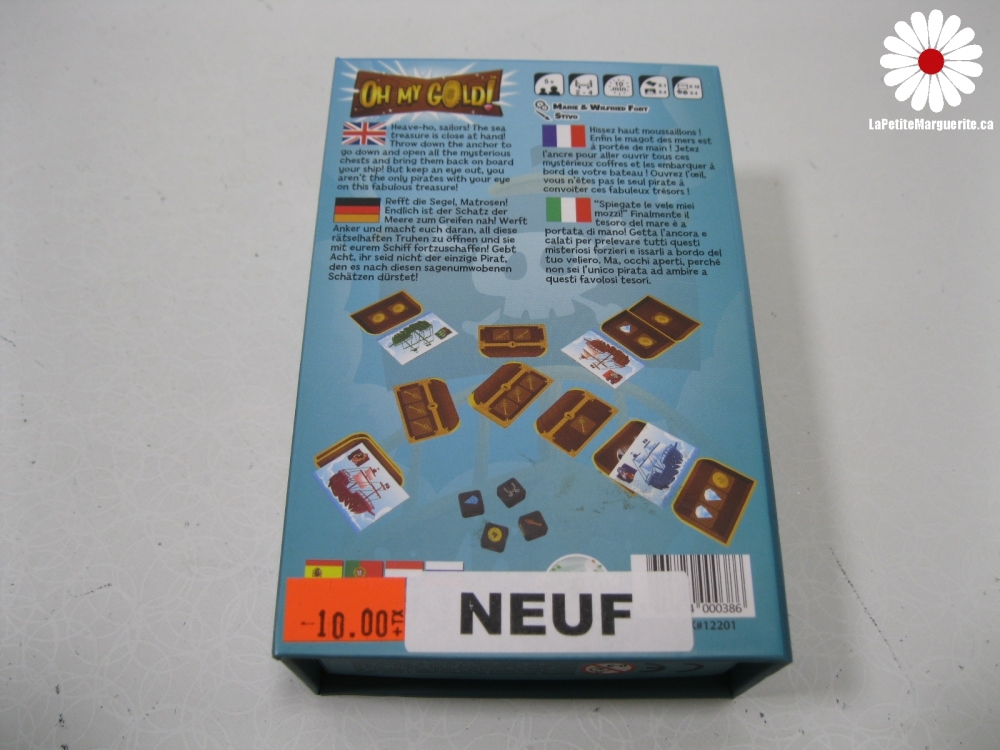 LaPetiteMarguerite.ca
OH MY GOLD!
5+
10
min
MARIE & WILFRIED FORT
STIVO
Heave-ho, sailors! The sea
treasure is close at hand!
Throw down the anchor to
go down and open all the mysterious
chests and bring them back on board
your ship! But keep an eye out, you
aren't the only pirates with your eye
on this fabulous treasure!
Hissez haut moussaillons !
Enfin le magot des mers est
à portée de main ! Jetez
l'ancre pour aller ouvrir tous ces
mystérieux coffres et les embarquer à
bord de votre bateau ! Ouvrez l'œil,
vous n'êtes pas le seul pirate à
convoiter ces fabuleux trésors !
Refft die Segel, Matrosen!
Endlich ist der Schatz der
Meere zum Greifen nah! Werft
Anker und macht euch daran, all diese
rätselhaften Truhen zu öffnen und sie
mit eurem Schiff fortzuschaffen! Gebt
Acht, ihr seid nicht der einzige Pirat,
den es nach diesen sagenumwobenen
Schätzen dürstet!
"Spiegate le vele miei
mozzi!" Finalmente il
tesoro del mare è a
portata di mano! Getta l'ancora e
calati per prelevare tutti questi
misteriosi forzieri e issarli a bordo del
tuo veliero. Ma, occhi aperti, perché
non sei l'unico pirata ad ambire a
questi favolosi tesori.
10.00+TX
NEUF
000386
#12201
CE